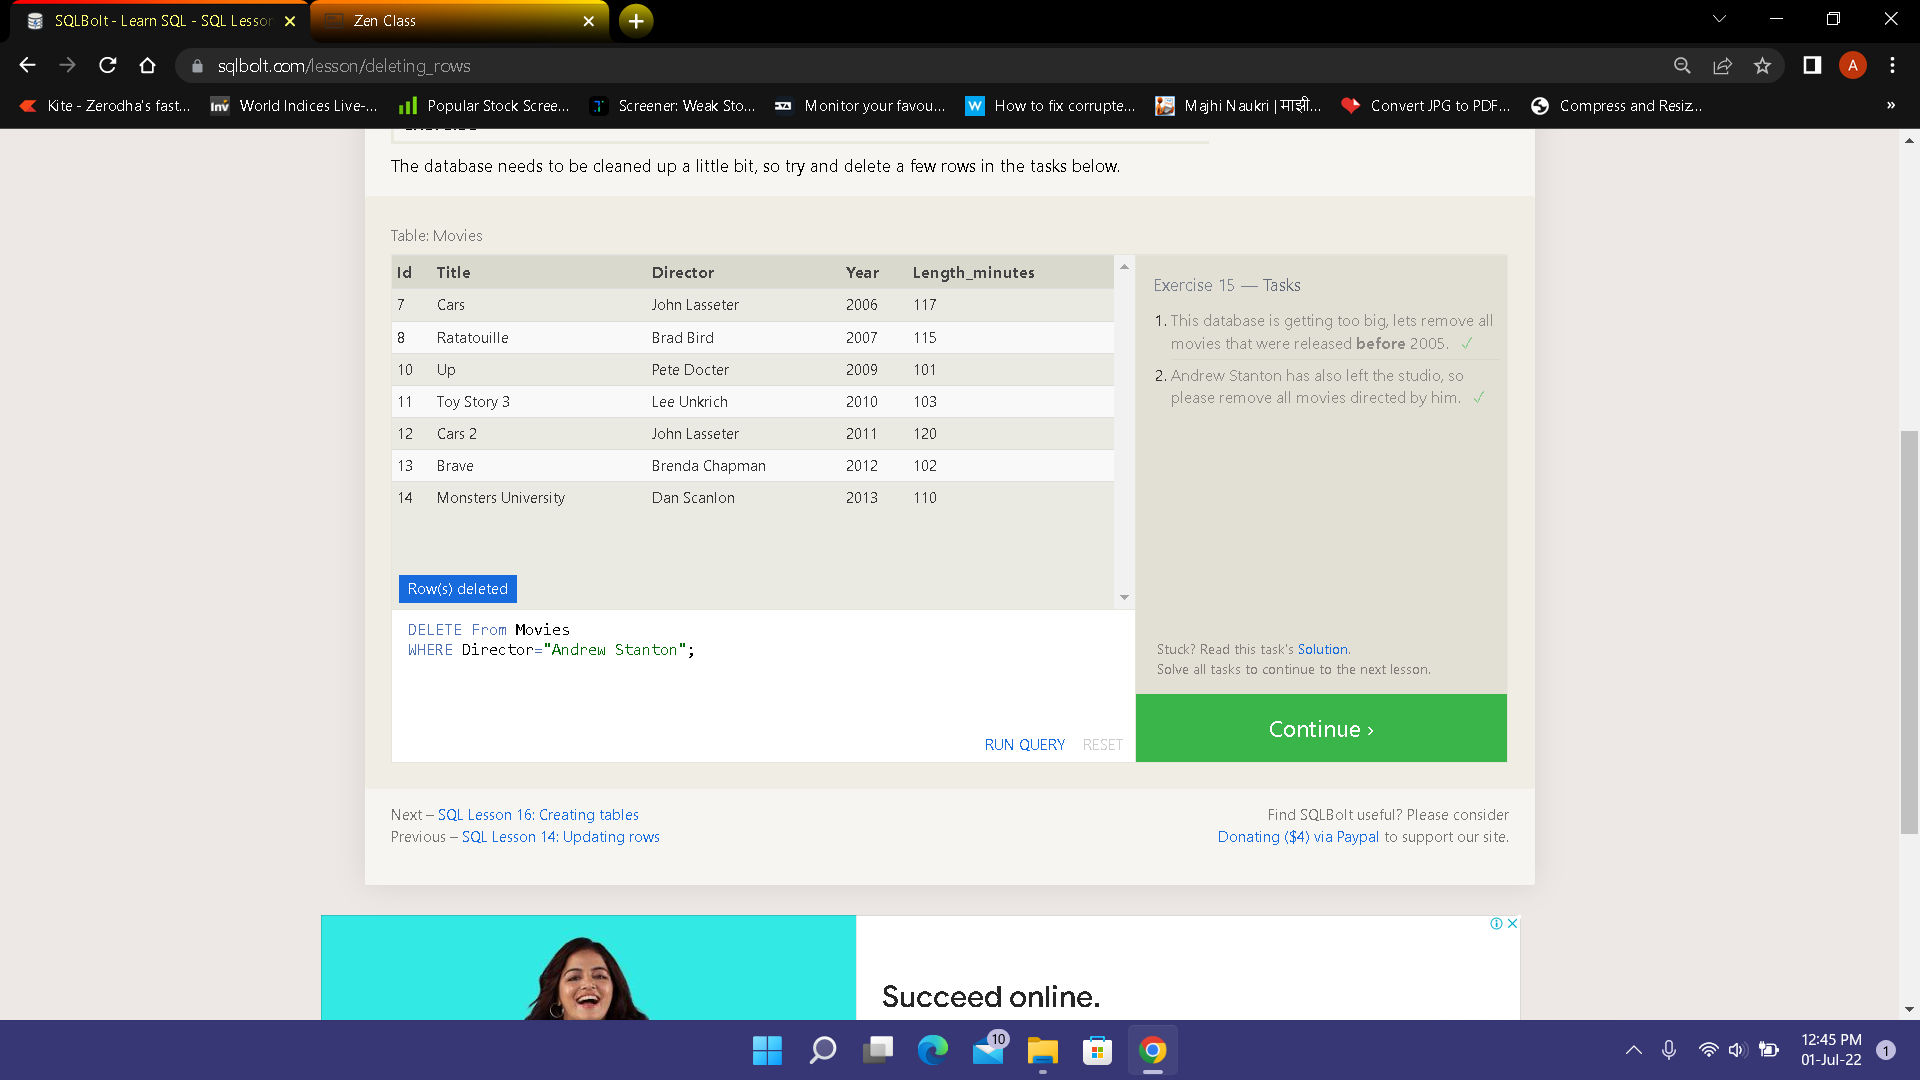 SQLBolt - Learn SQL - SQL Lesson
Zen Class
sqlbolt.com/lesson/deleting_rows
A
Kite - Zerodha's fast...
World Indices Live-...
Popular Stock Scree...
Screener: Weak Sto...
Monitor your favou...
How to fix corrupte...
Majhi Naukri | माझी...
Convert JPG to PDF...
Compress and Resiz...
The database needs to be cleaned up a little bit, so try and delete a few rows in the tasks below.
Table: Movies
Id Title Director Year Length_minutes
7 Cars John Lasseter 2006 117
8 Ratatouille Brad Bird 2007 115
10 Up Pete Docter 2009 101
11 Toy Story 3 Lee Unkrich 2010 103
12 Cars 2 John Lasseter 2011 120
13 Brave Brenda Chapman 2012 102
14 Monsters University Dan Scanlon 2013 110
Row(s) deleted
DELETE From Movies
WHERE Director="Andrew Stanton";
RUN QUERY RESET
Exercise 15 — Tasks
1. This database is getting too big, lets remove all
movies that were released before 2005. ✓
2. Andrew Stanton has also left the studio, so
please remove all movies directed by him. ✓
Stuck? Read this task's Solution.
Solve all tasks to continue to the next lesson.
Continue ›
Next – SQL Lesson 16: Creating tables
Previous – SQL Lesson 14: Updating rows
Find SQLBolt useful? Please consider
Donating ($4) via Paypal to support our site.
Succeed online.
10
12:45 PM
01-Jul-22
1